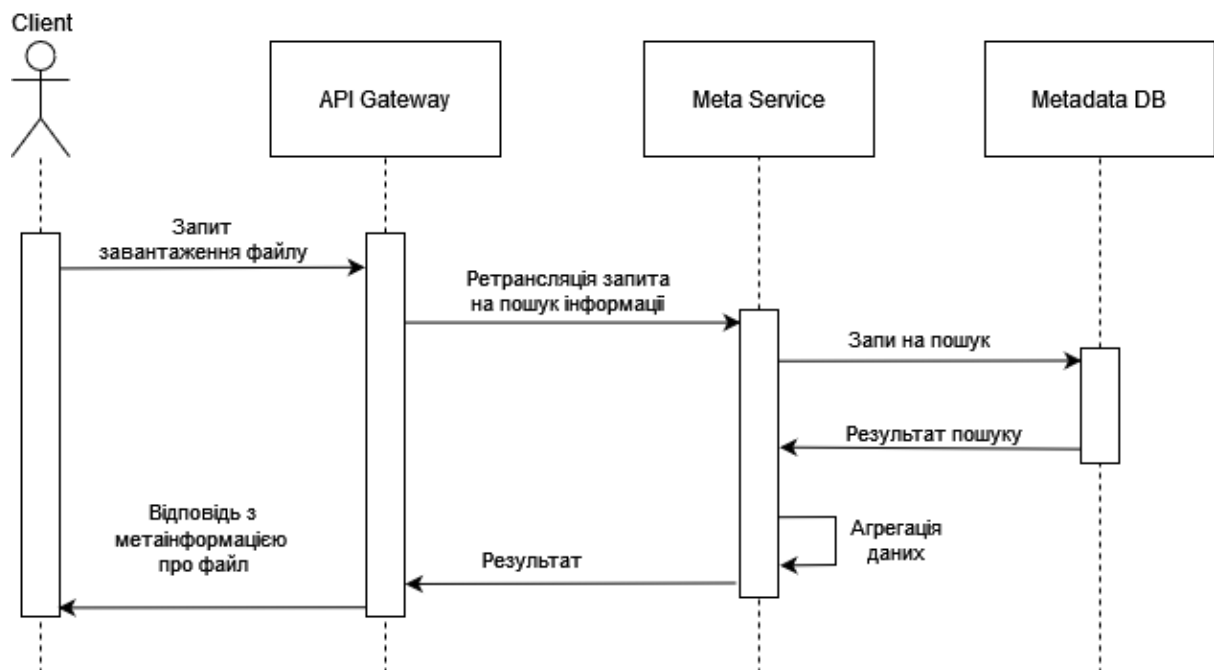 Client
API Gateway
Meta Service
Metadata DB
Запит
завантаження файлу
Ретрансляція запита
на пошук інформації
Запи на пошук
Результат пошуку
Агрегація
даних
Результат
Відповідь з
метаінформацією
про файл